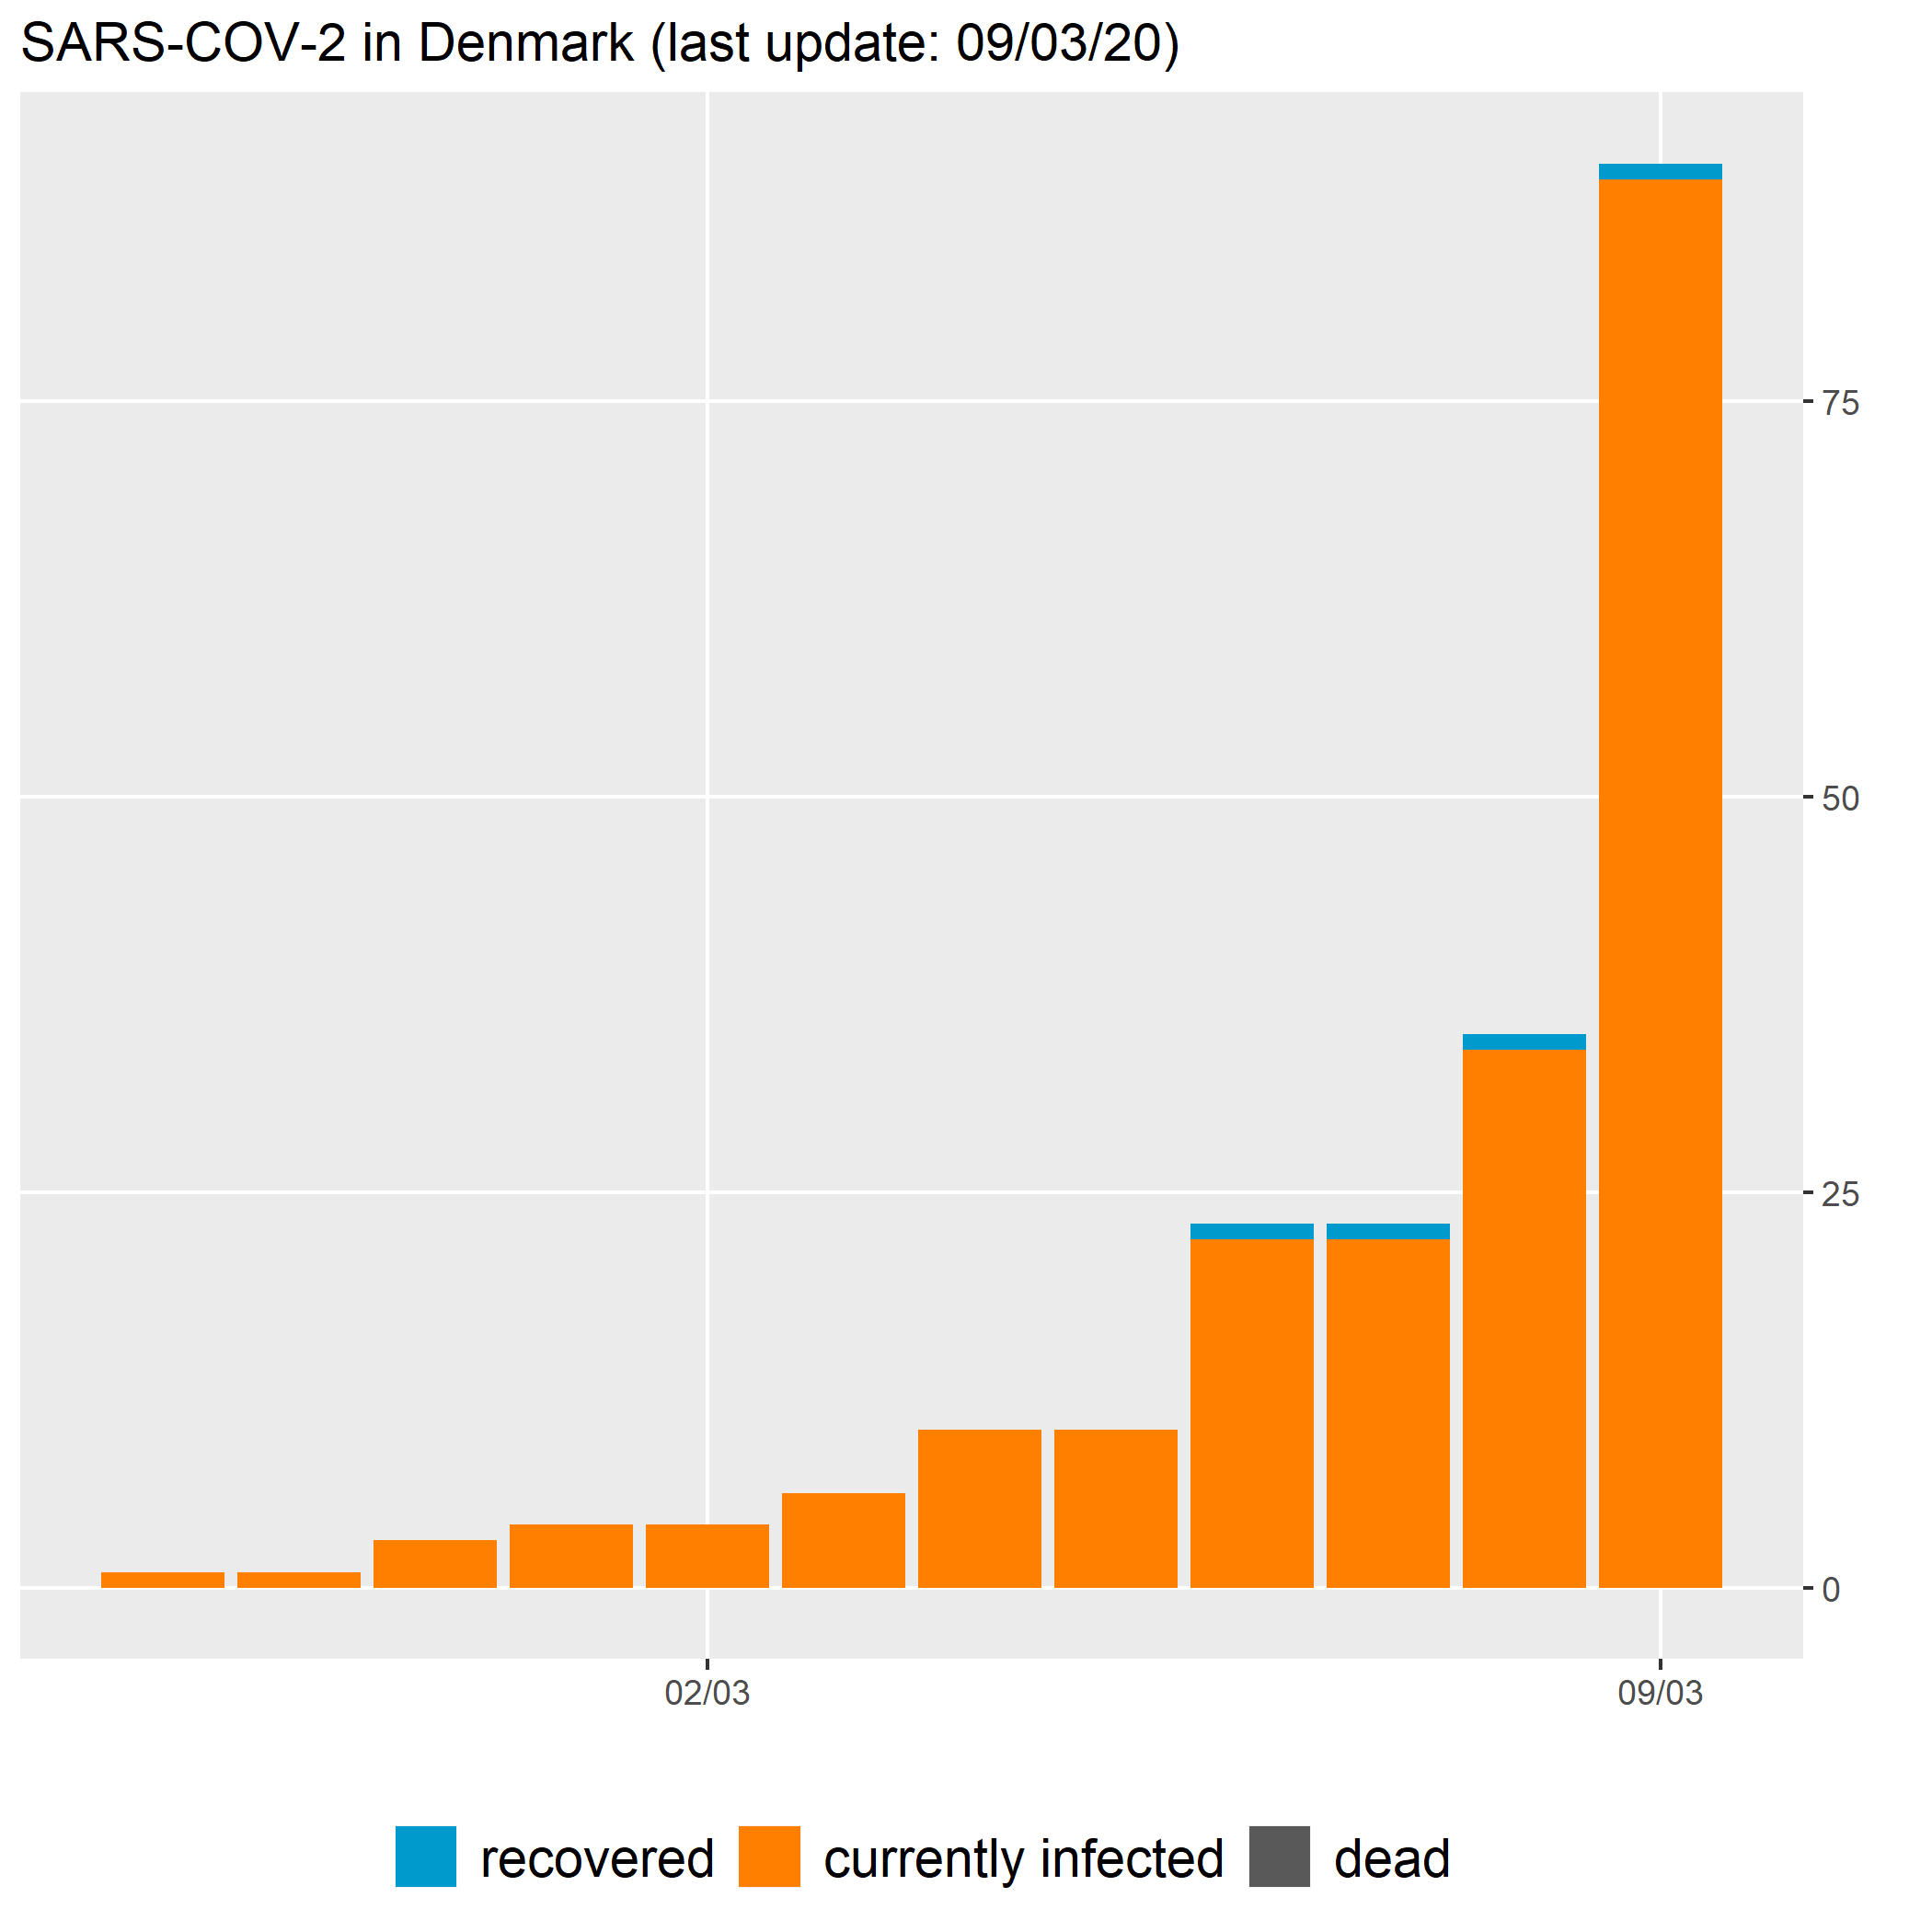 SARS-COV-2 in Denmark (last update: 09/03/20)
75
50
25
0
02/03 09/03
recovered currently infected dead